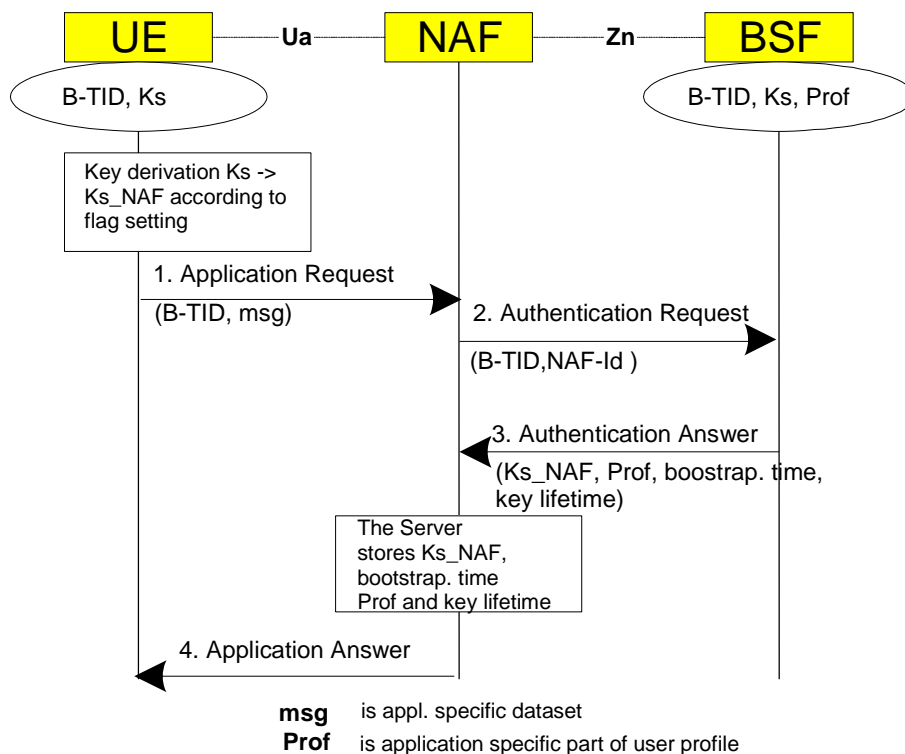 UE Ua NAF Zn BSF
B-TID, Ks
B-TID, Ks, Prof
Key derivation Ks ->
Ks_NAF according to
flag setting
1. Application Request
(B-TID, msg)
2. Authentication Request
(B-TID,NAF-Id )
3. Authentication Answer
(Ks_NAF, Prof, boostrap. time,
key lifetime)
The Server
stores Ks_NAF,
bootstrap. time
Prof and key lifetime
4. Application Answer
msg is appl. specific dataset
Prof is application specific part of user profile